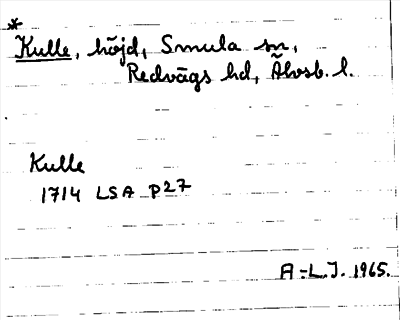 *
Kulle, höjd, Smula sn,
Redvägs hd, Älvsb. l.
Kulle
1714 LSA P27
A-L.J. 1965.